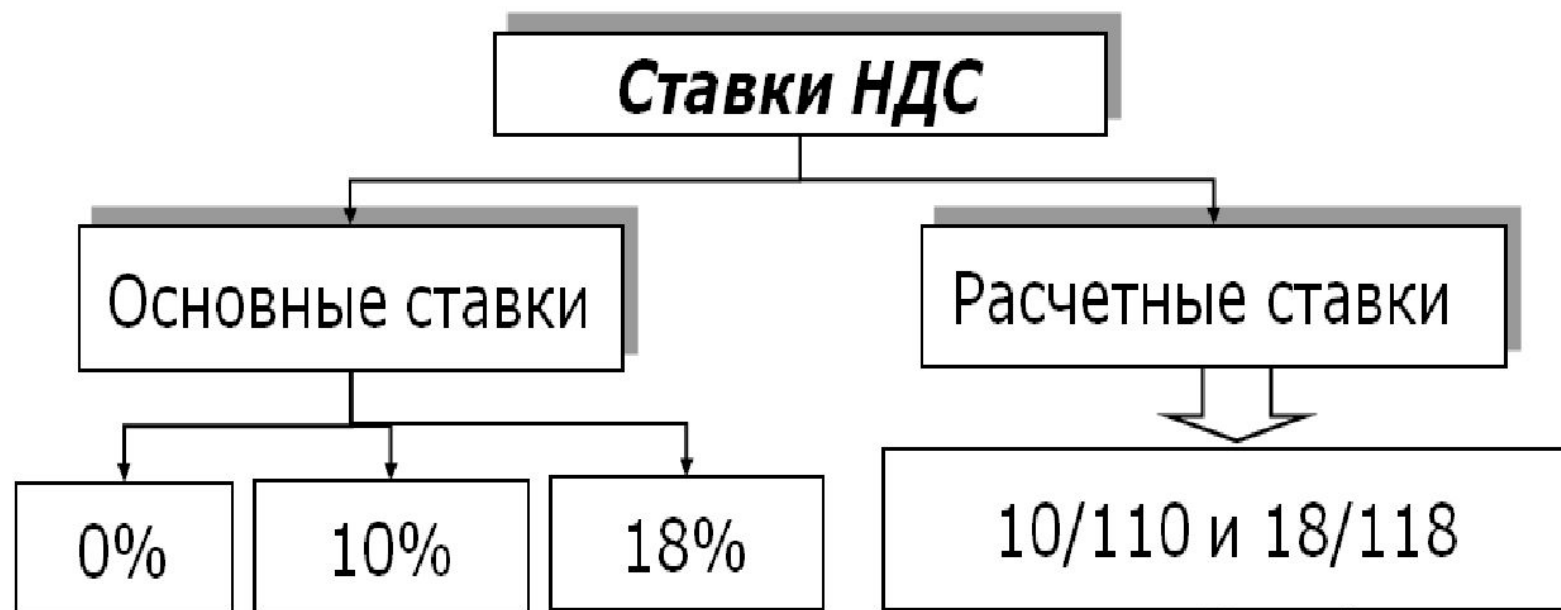 Ставки НДС
Основные ставки
Расчетные ставки
0%
10%
18%
10/110 и 18/118